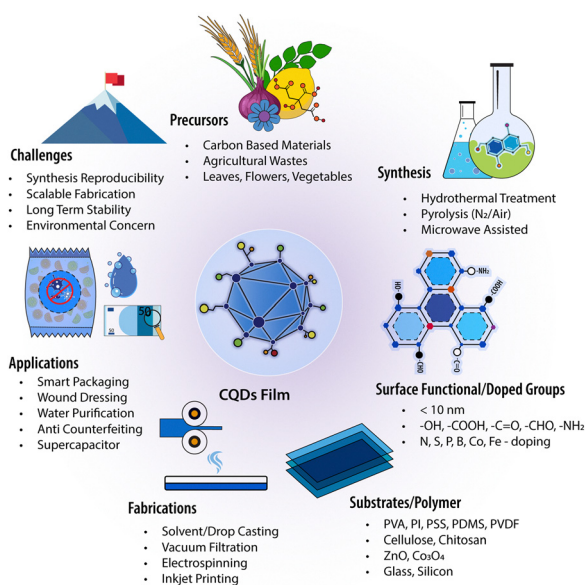 Precursors
• Carbon Based Materials
• Agricultural Wastes
• Leaves, Flowers, Vegetables
Challenges
• Synthesis Reproducibility
• Scalable Fabrication
• Long Term Stability
• Environmental Concern
Synthesis
• Hydrothermal Treatment
• Pyrolysis (N₂/Air)
• Microwave Assisted
50
Applications
• Smart Packaging
• Wound Dressing
• Water Purification
• Anti Counterfeiting
• Supercapacitor
CQDs Film
-NH₂
HO
COOH
-CHO
-C=O
Surface Functional/Doped Groups
• < 10 nm
• -OH, -COOH, -C=O, -CHO, -NH₂
• N, S, P, B, Co, Fe - doping
Fabrications
• Solvent/Drop Casting
• Vacuum Filtration
• Electrospinning
• Inkjet Printing
Substrates/Polymer
• PVA, PI, PSS, PDMS, PVDF
• Cellulose, Chitosan
• ZnO, Co₃O₄
• Glass, Silicon